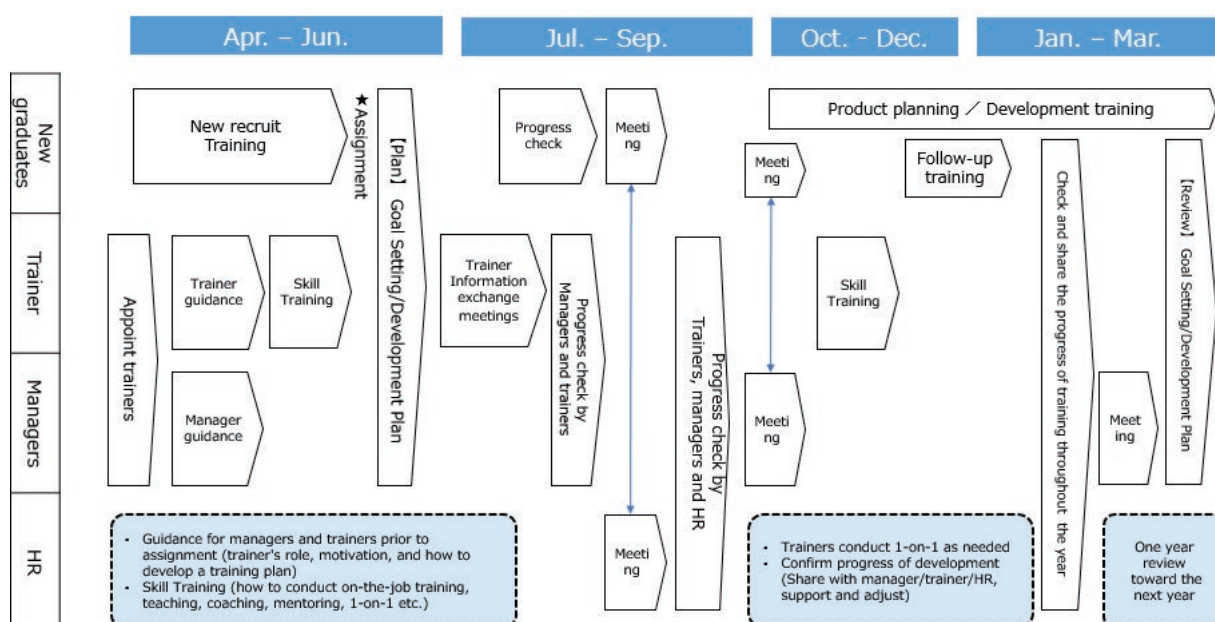 Apr. – Jun.
Jul. – Sep.
Oct. - Dec.
Jan. – Mar.
New
graduates
Trainer
Managers
HR
New recruit
Training
★Assignment
【Plan】 Goal Setting/Development Plan
Progress
check
Meeti
ng
Product planning ／ Development training
Meeti
ng
Follow-up
training
Check and share the progress of training throughout the year
【Review】 Goal Setting/Development Plan
Appoint trainers
Trainer
guidance
Skill
Training
Trainer
Information
exchange
meetings
Progress check by
Managers and trainers
Progress check by
Trainers, managers and HR
Skill
Training
Manager
guidance
Meeti
ng
Meet
ing
Meeti
ng
• Guidance for managers and trainers prior to
assignment (trainer's role, motivation, and how to
develop a training plan)
• Skill Training (how to conduct on-the-job training,
teaching, coaching, mentoring, 1-on-1 etc.)
• Trainers conduct 1-on-1 as needed
• Confirm progress of development
(Share with manager/trainer/HR,
support and adjust)
One year
review
toward the
next year